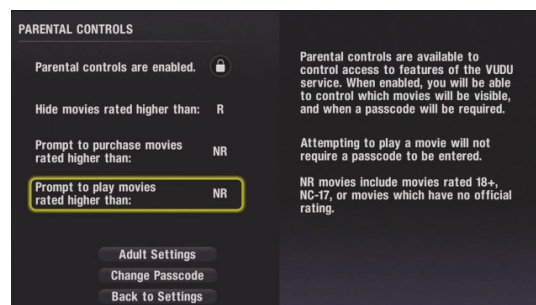 PARENTAL CONTROLS
Parental controls are enabled.
Hide movies rated higher than: R
Prompt to purchase movies
rated higher than: NR
Prompt to play movies
rated higher than: NR
Adult Settings
Change Passcode
Back to Settings
Parental controls are available to
control access to features of the VUDU
service. When enabled, you will be able
to control which movies will be visible,
and when a passcode will be required.
Attempting to play a movie will not
require a passcode to be entered.
NR movies include movies rated 18+,
NC-17, or movies which have no official
rating.